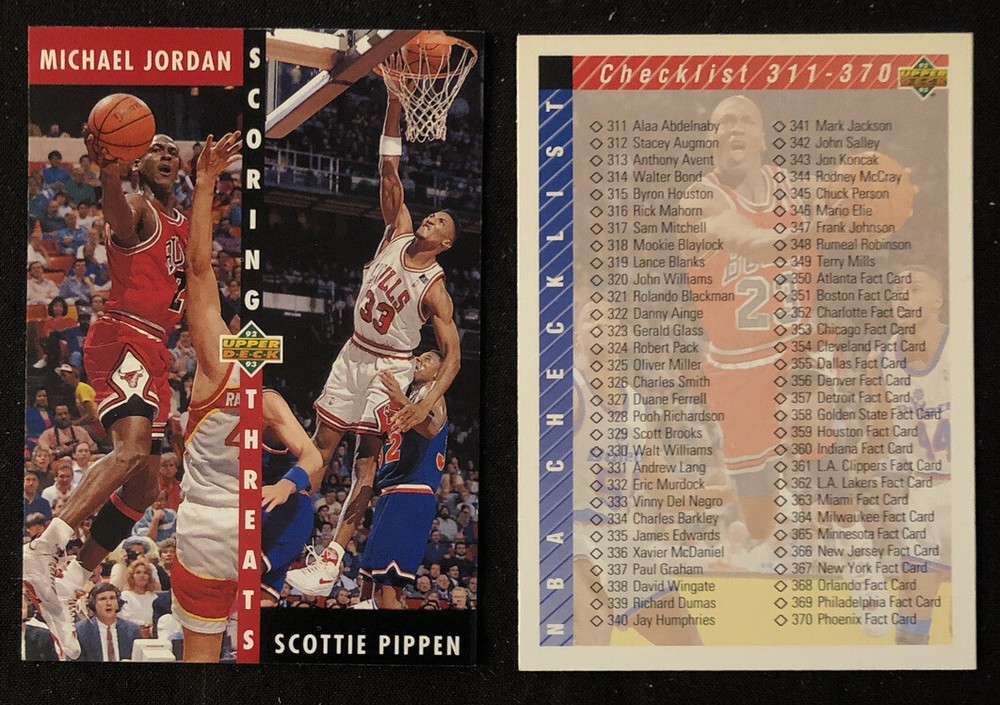 MICHAEL JORDAN
SCORING
92
UPPER
DECK
93
THREATS
SCOTTIE PIPPEN
BULLS
33
Checklist 311-370
92
UPPER
DECK
93
NBA CHECKLIST
311 Alaa Abdelnaby
312 Stacey Augmon
313 Anthony Avent
314 Walter Bond
315 Byron Houston
316 Rick Mahorn
317 Sam Mitchell
318 Mookie Blaylock
319 Lance Blanks
320 John Williams
321 Rolando Blackman
322 Danny Ainge
323 Gerald Glass
324 Robert Pack
325 Oliver Miller
326 Charles Smith
327 Duane Ferrell
328 Pooh Richardson
329 Scott Brooks
330 Walt Williams
331 Andrew Lang
332 Eric Murdock
333 Vinny Del Negro
334 Charles Barkley
335 James Edwards
336 Xavier McDaniel
337 Paul Graham
338 David Wingate
339 Richard Dumas
340 Jay Humphries
341 Mark Jackson
342 John Salley
343 Jon Koncak
344 Rodney McCray
345 Chuck Person
346 Mario Elie
347 Frank Johnson
348 Rumeal Robinson
349 Terry Mills
350 Atlanta Fact Card
351 Boston Fact Card
352 Charlotte Fact Card
353 Chicago Fact Card
354 Cleveland Fact Card
355 Dallas Fact Card
356 Denver Fact Card
357 Detroit Fact Card
358 Golden State Fact Card
359 Houston Fact Card
360 Indiana Fact Card
361 L.A. Clippers Fact Card
362 L.A. Lakers Fact Card
363 Miami Fact Card
364 Milwaukee Fact Card
365 Minnesota Fact Card
366 New Jersey Fact Card
367 New York Fact Card
368 Orlando Fact Card
369 Philadelphia Fact Card
370 Phoenix Fact Card